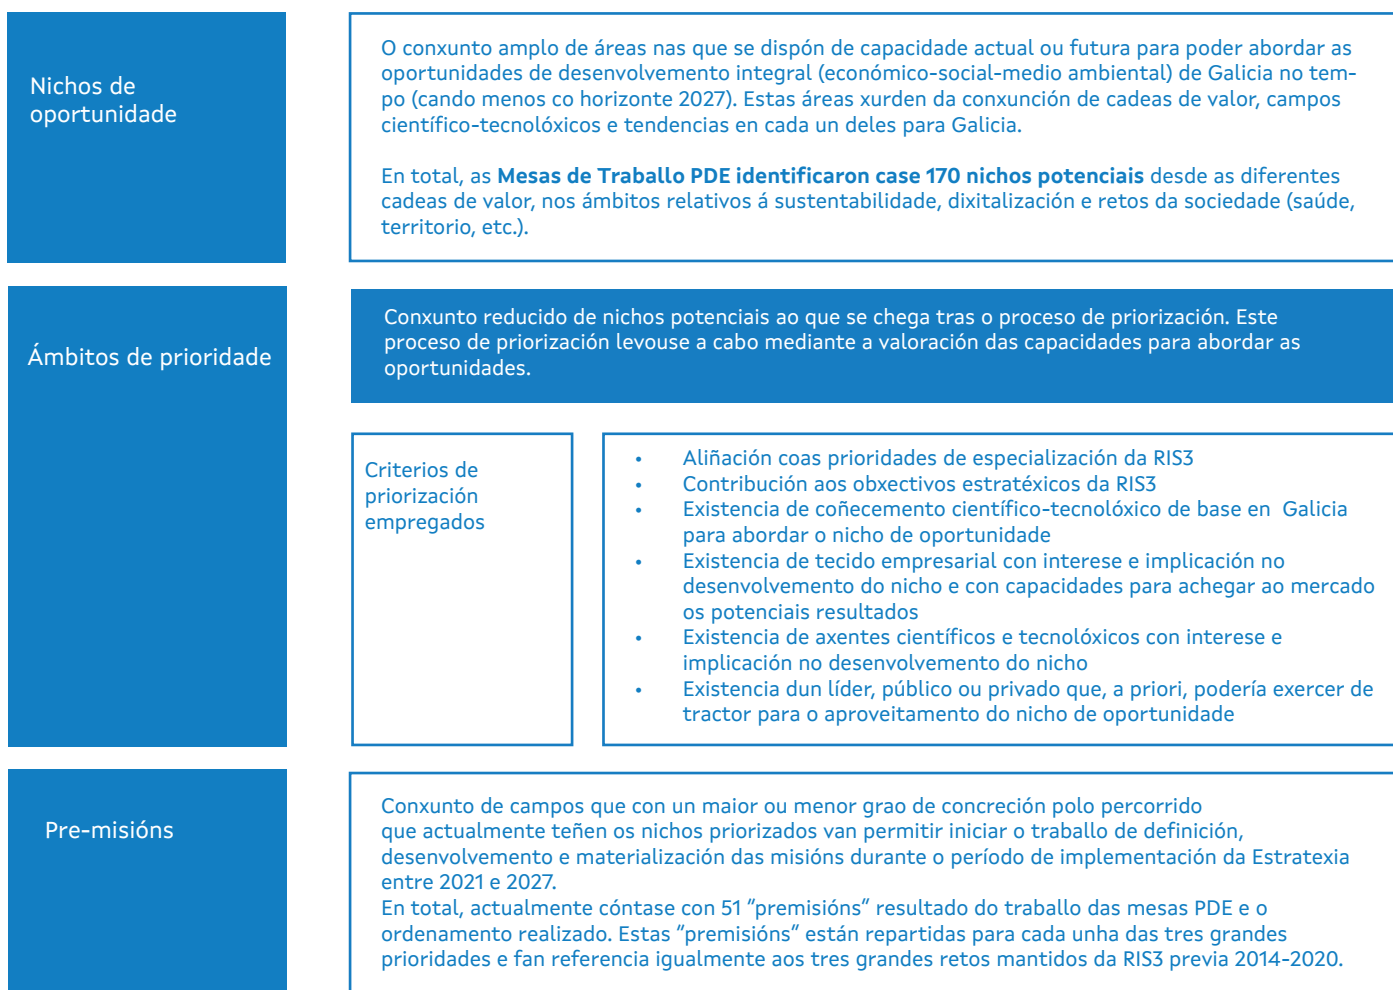 Nichos de
oportunidade
O conxunto amplo de áreas nas que se dispón de capacidade actual ou futura para poder abordar as
oportunidades de desenvolvemento integral (económico-social-medio ambiental) de Galicia no tem-
po (cando menos co horizonte 2027). Estas áreas xurden da conxunción de cadeas de valor, campos
científico-tecnolóxicos e tendencias en cada un deles para Galicia.
En total, as Mesas de Traballo PDE identificaron case 170 nichos potenciais desde as diferentes
cadeas de valor, nos ámbitos relativos á sustentabilidade, dixitalización e retos da sociedade (saúde,
territorio, etc.).
Ámbitos de prioridade
Conxunto reducido de nichos potenciais ao que se chega tras o proceso de priorización. Este
proceso de priorización levouse a cabo mediante a valoración das capacidades para abordar as
oportunidades.
Criterios de
priorización
empregados
• Aliñación coas prioridades de especialización da RIS3
• Contribución aos obxectivos estratéxicos da RIS3
• Existencia de coñecemento científico-tecnolóxico de base en Galicia
para abordar o nicho de oportunidade
• Existencia de tecido empresarial con interese e implicación no
desenvolvemento do nicho e con capacidades para achegar ao mercado
os potenciais resultados
• Existencia de axentes científicos e tecnolóxicos con interese e
implicación no desenvolvemento do nicho
• Existencia dun líder, público ou privado que, a priori, podería exercer de
tractor para o aproveitamento do nicho de oportunidade
Pre-misións
Conxunto de campos que con un maior ou menor grao de concreción polo percorrido
que actualmente teñen os nichos priorizados van permitir iniciar o traballo de definición,
desenvolvemento e materialización das misións durante o período de implementación da Estratexia
entre 2021 e 2027.
En total, actualmente cóntase con 51 “premisións” resultado do traballo das mesas PDE e o
ordenamento realizado. Estas “premisións” están repartidas para cada unha das tres grandes
prioridades e fan referencia igualmente aos tres grandes retos mantidos da RIS3 previa 2014-2020.